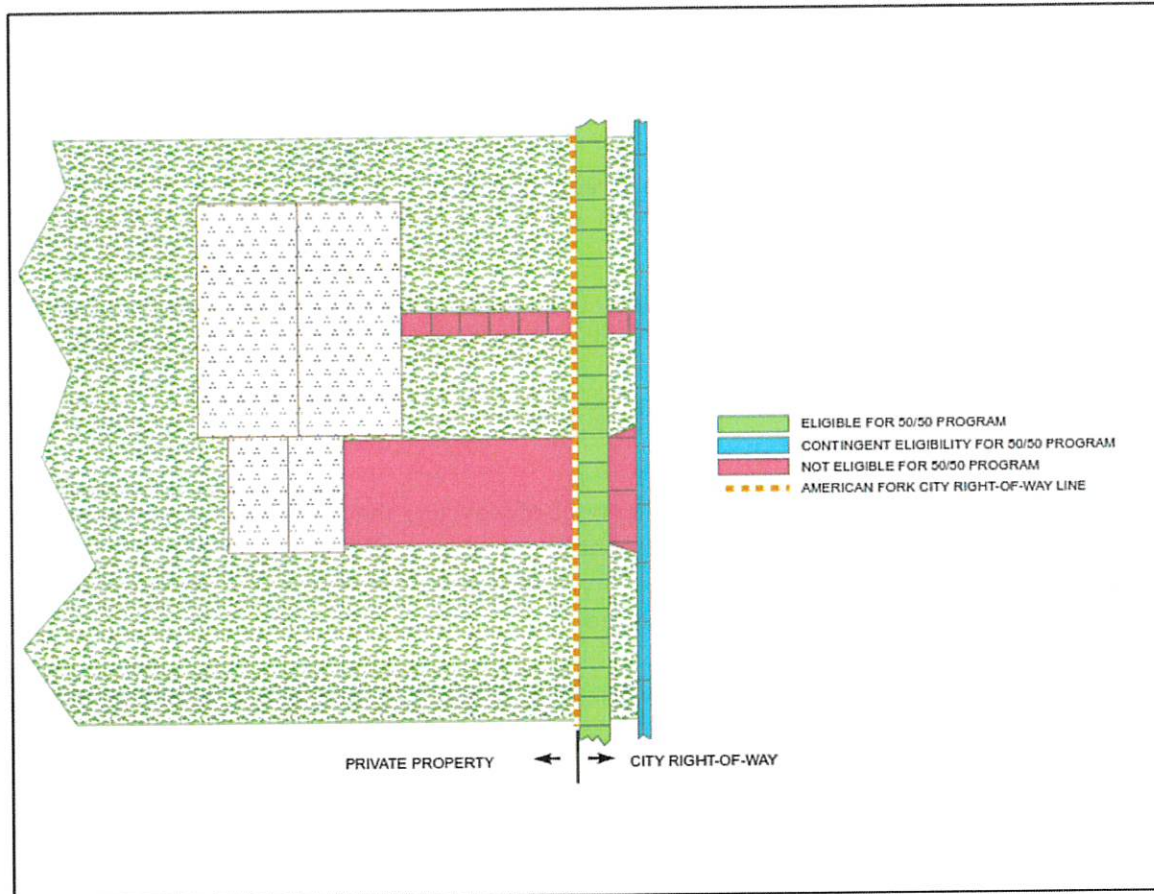 ELIGIBLE FOR 50/50 PROGRAM
CONTINGENT ELIGIBILITY FOR 50/50 PROGRAM
NOT ELIGIBLE FOR 50/50 PROGRAM
AMERICAN FORK CITY RIGHT-OF-WAY LINE
PRIVATE PROPERTY
CITY RIGHT-OF-WAY